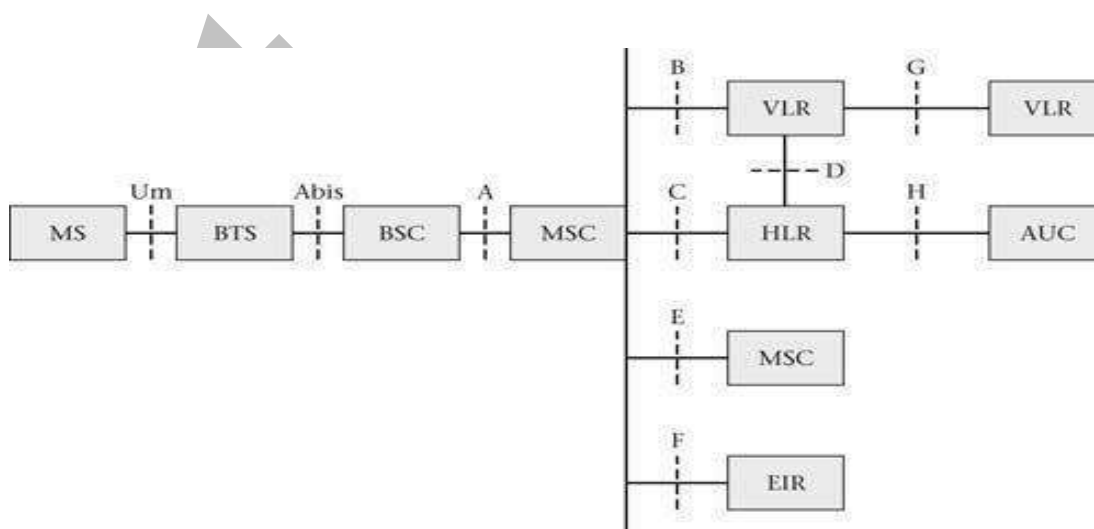 B G
VLR VLR
D
Um Abis A C H
MS BTS BSC MSC HLR AUC
E
MSC
F
EIR